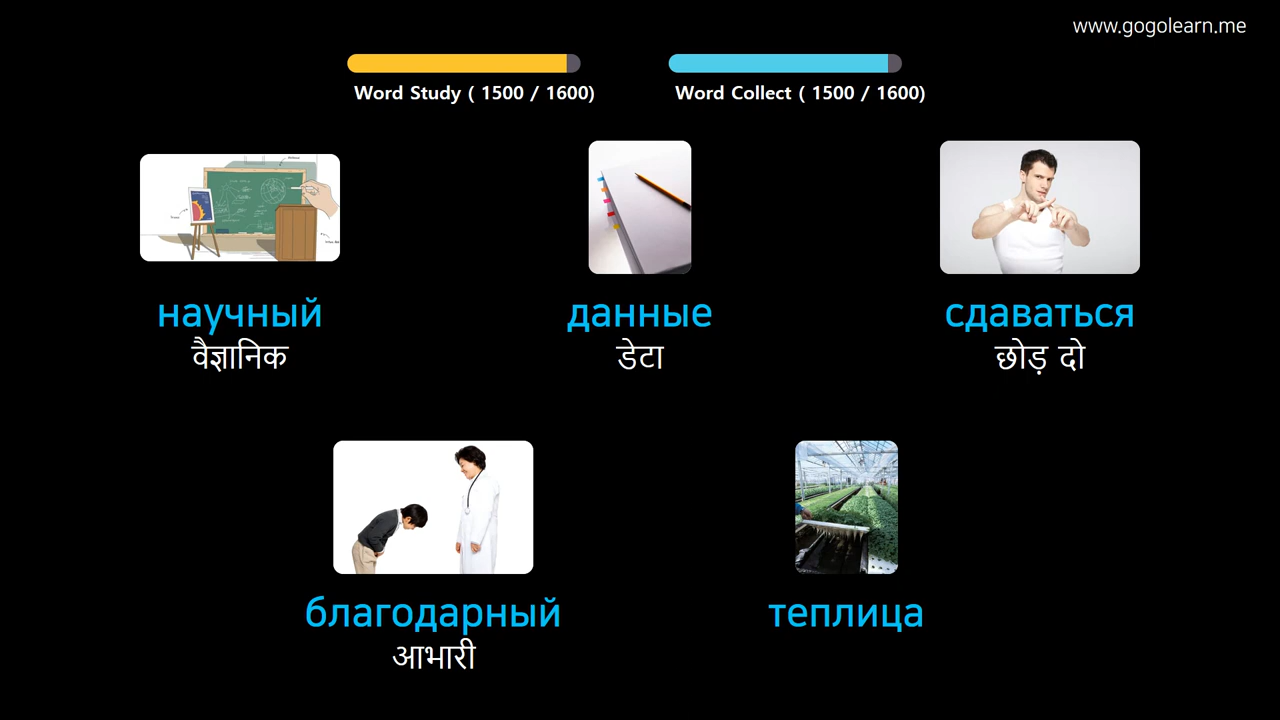 www.gogolearn.me
Word Study ( 1500 / 1600)
Word Collect ( 1500 / 1600)
научный
वैज्ञानिक
данные
डेटा
сдаваться
छोड़ दो
благодарный
आभारी
теплица